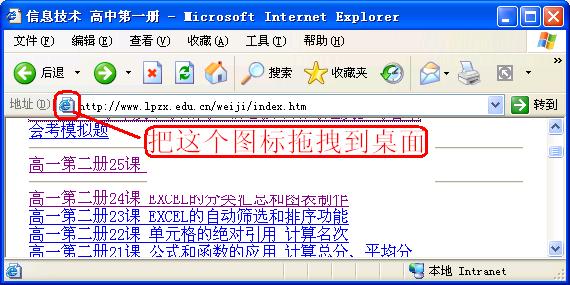 信息技术 高中第一册 - Microsoft Internet Explorer
文件(F) 编辑(E) 查看(V) 收藏(A) 工具(T) 帮助(H)
后退 搜索 收藏夹
地址(D) http://www.lpzx.edu.cn/weiji/index.htm 转到
会考模拟题
把这个图标拖拽到桌面
高一第二册25课
高一第二册24课 EXCEL的分类汇总和图表制作
高一第二册23课 EXCEL的自动筛选和排序功能
高一第二册22课 单元格的绝对引用 计算名次
高一第二册21课 公式和函数的应用 计算总分、平均分
本地 Intranet